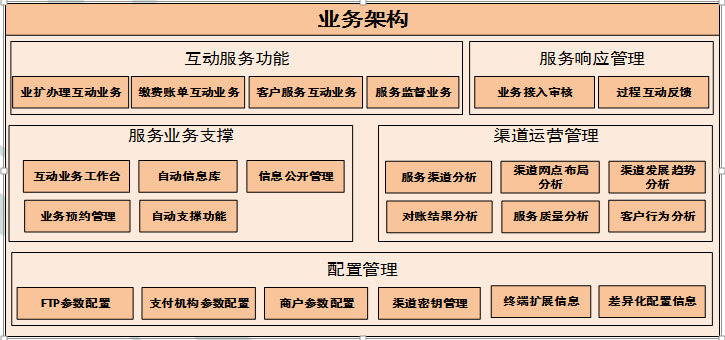 业务架构
互动服务功能
业扩办理互动业务
缴费账单互动业务
客户服务互动业务
服务监督业务
服务响应管理
业务接入审核
过程互动反馈
服务业务支撑
互动业务工作台
自动信息库
信息公开管理
业务预约管理
自动支撑功能
渠道运营管理
服务渠道分析
渠道网点布局
分析
渠道发展趋势
分析
对账结果分析
服务质量分析
客户行为分析
配置管理
FTP参数配置
支付机构参数配置
商户参数配置
渠道密钥管理
终端扩展信息
差异化配置信息